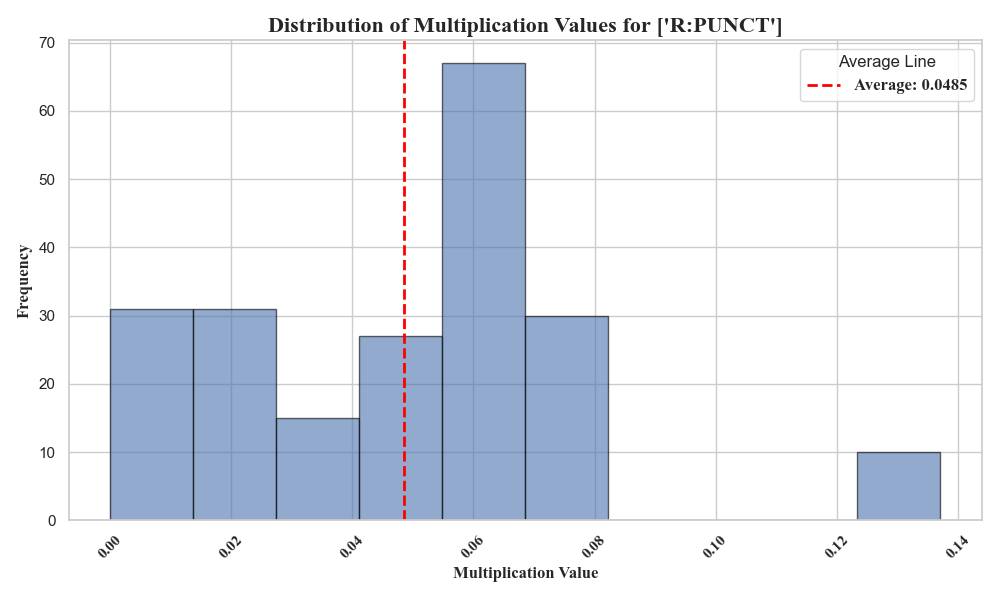 Distribution of Multiplication Values for ['R:PUNCT']
Average Line
Average: 0.0485
Frequency
70
60
50
40
30
20
10
0
0.00 0.02 0.04 0.06 0.08 0.10 0.12 0.14
Multiplication Value